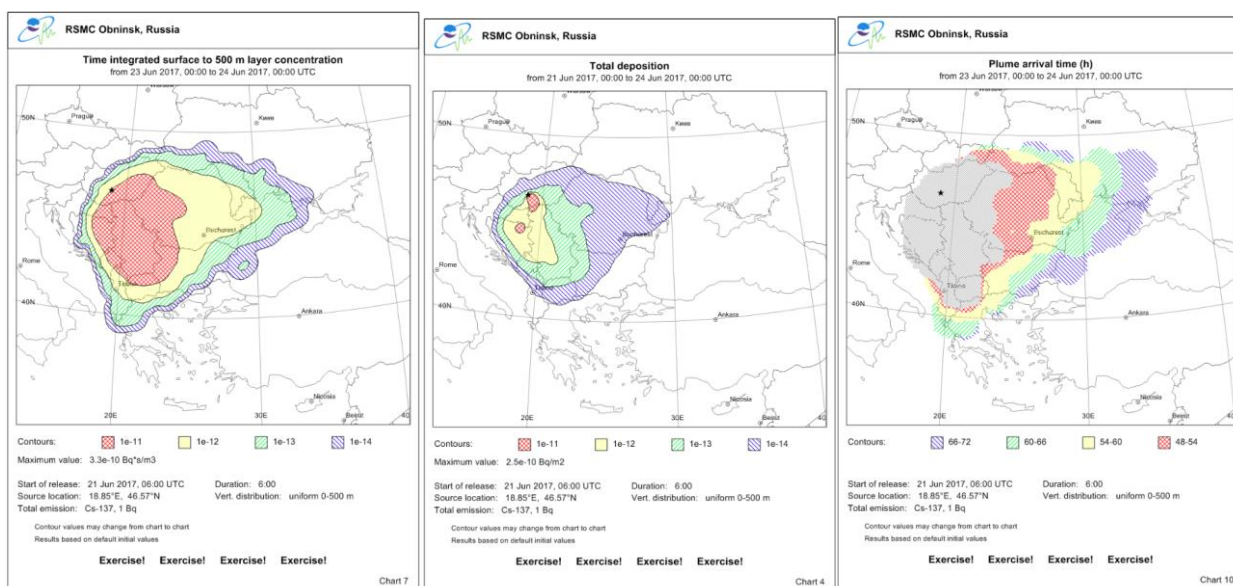 RSMC Obninsk, Russia
Time integrated surface to 500 m layer concentration
from 23 Jun 2017, 00:00 to 24 Jun 2017, 00:00 UTC
Prague
50N
Киев
Bucharest
Rome
Tirana
40N
Ankara
Nicosia
Beirut
20E
30E
40
Contours:
1e-11
1e-12
1e-13
1e-14
Maximum value: 3.3e-10 Bq*s/m3
Start of release: 21 Jun 2017, 06:00 UTC
Duration: 6:00
Source location: 18.85°E, 46.57°N
Vert. distribution: uniform 0-500 m
Total emission: Cs-137, 1 Bq
Contour values may change from chart to chart
Results based on default initial values
Exercise! Exercise! Exercise! Exercise!
Chart 7
RSMC Obninsk, Russia
Total deposition
from 21 Jun 2017, 00:00 to 24 Jun 2017, 00:00 UTC
Prague
50N
Киев
Bucharest
Rome
40N
Ankara
Nicosia
Beirut
20E
30E
40
Contours:
1e-11
1e-12
1e-13
1e-14
Maximum value: 2.5e-10 Bq/m2
Start of release: 21 Jun 2017, 06:00 UTC
Duration: 6:00
Source location: 18.85°E, 46.57°N
Vert. distribution: uniform 0-500 m
Total emission: Cs-137, 1 Bq
Contour values may change from chart to chart
Results based on default initial values
Exercise! Exercise! Exercise! Exercise!
Chart 4
RSMC Obninsk, Russia
Plume arrival time (h)
from 23 Jun 2017, 00:00 to 24 Jun 2017, 00:00 UTC
Prague
50N
Киев
Bucharest
Rome
Tirana
40N
Ankara
Nicosia
Beirut
20E
30E
40
Contours:
66-72
60-66
54-60
48-54
Start of release: 21 Jun 2017, 06:00 UTC
Duration: 6:00
Source location: 18.85°E, 46.57°N
Vert. distribution: uniform 0-500 m
Total emission: Cs-137, 1 Bq
Contour values may change from chart to chart
Results based on default initial values
Exercise! Exercise! Exercise! Exercise!
Chart 10